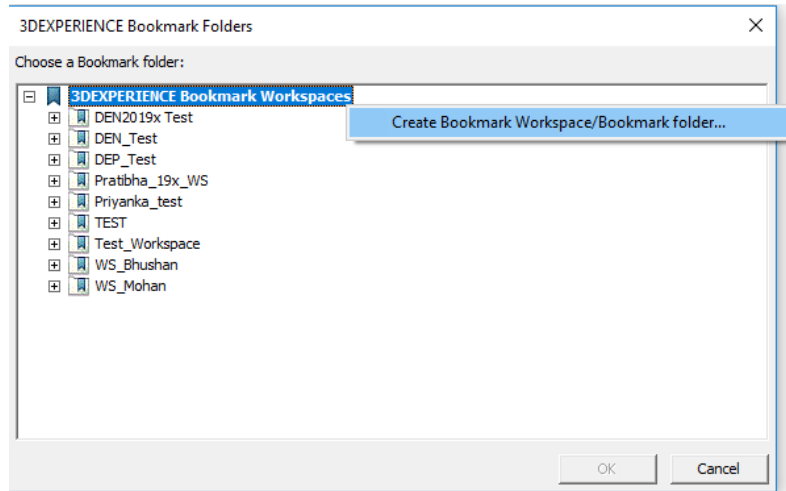 3DEXPERIENCE Bookmark Folders
Choose a Bookmark folder:
3DEXPERIENCE Bookmark Workspaces
DEN2019x Test
Create Bookmark Workspace/Bookmark folder...
DEN_Test
DEP_Test
Pratibha_19x_WS
Priyanka_test
TEST
Test_Workspace
WS_Bhushan
WS_Mohan
OK
Cancel